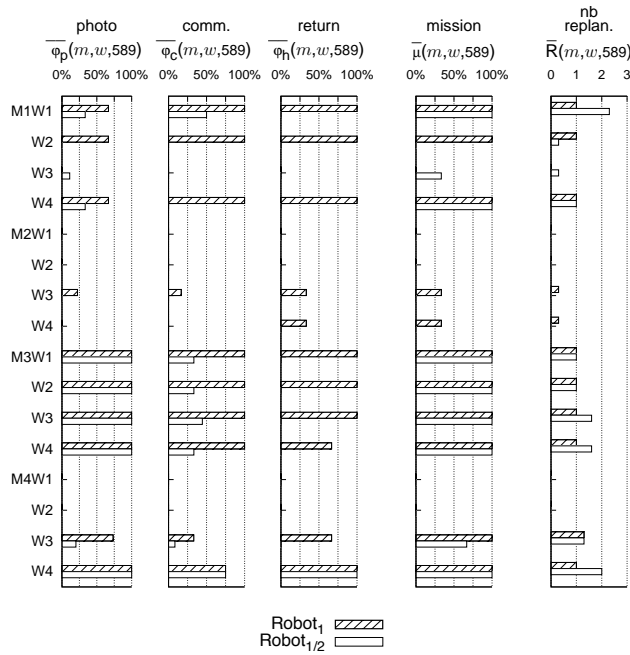 photo comm. return mission nb replan.
φp(m,w,589) φc(m,w,589) φh(m,w,589) μ(m,w,589) R(m,w,589)
0% 50% 100% 0% 50% 100% 0% 50% 100% 0% 50% 100% 0 1 2 3
M1W1
W2
W3
W4
M2W1
W2
W3
W4
M3W1
W2
W3
W4
M4W1
W2
W3
W4
Robot1
Robot1/2